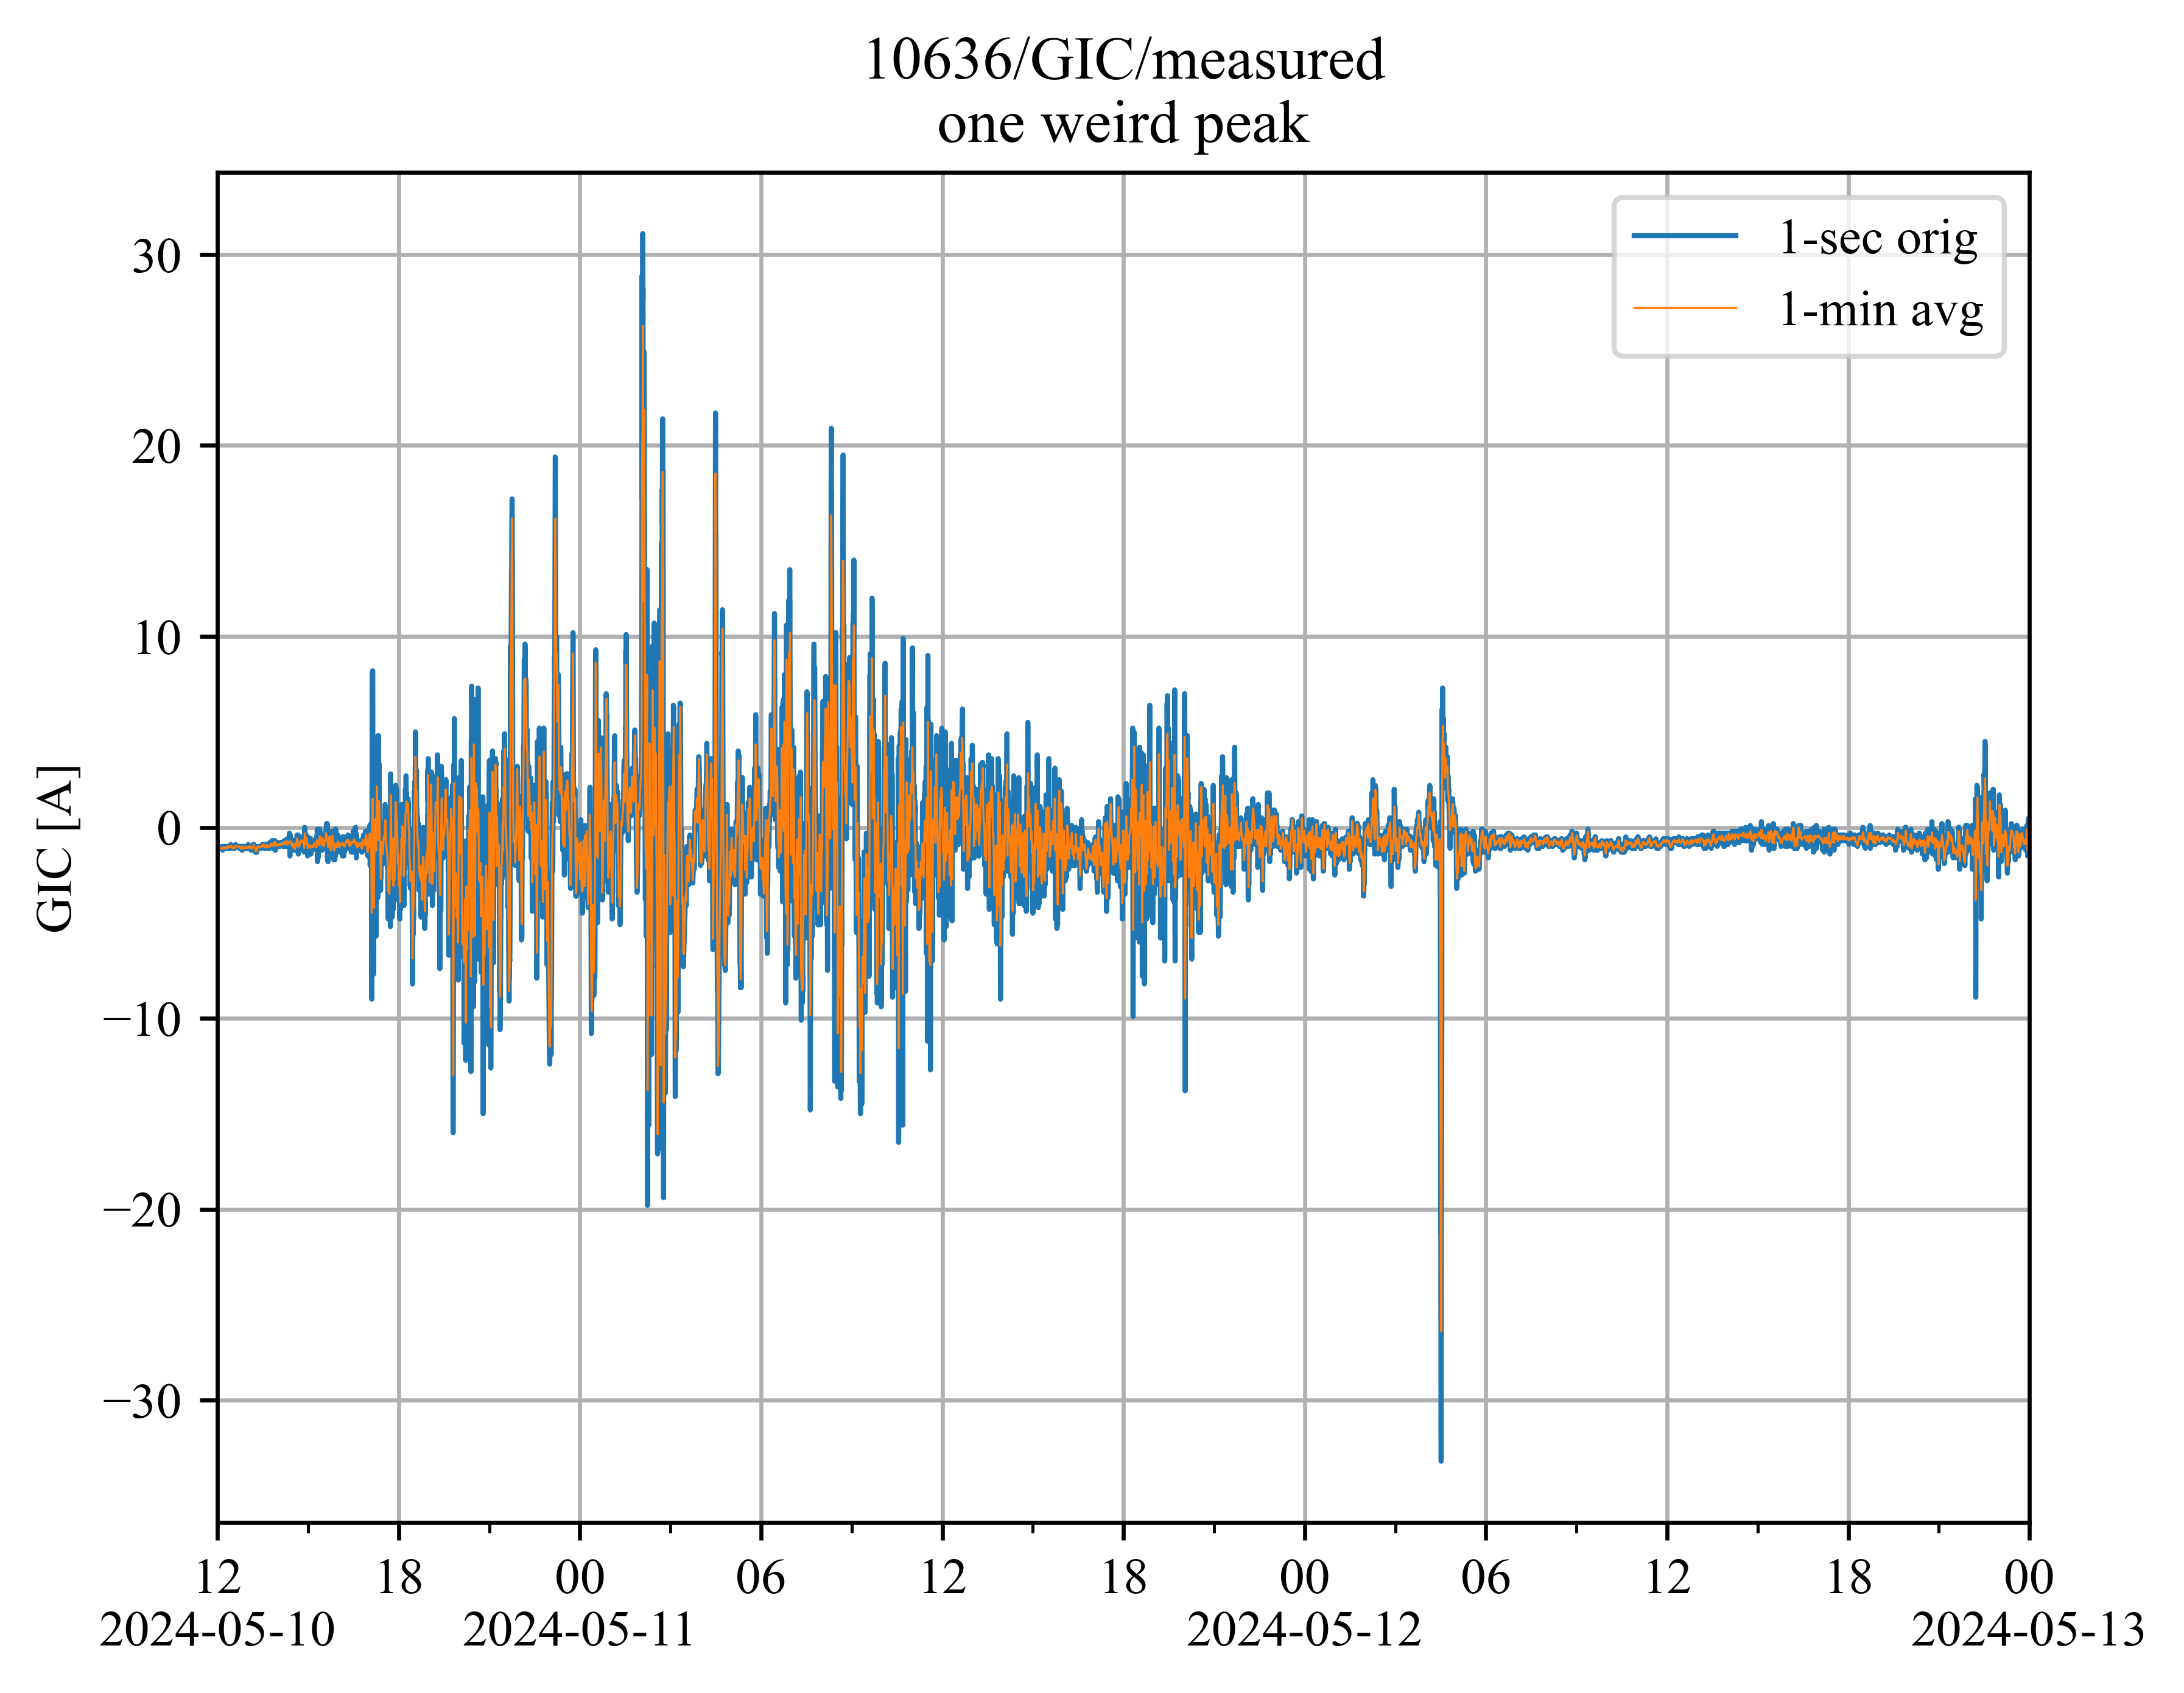 10636/GIC/measured
one weird peak
1-sec orig
1-min avg
GIC [A]
30
20
10
0
−10
−20
−30
12 18 00 06 12 18 00 06 12 18 00
2024-05-10 2024-05-11 2024-05-12 2024-05-13